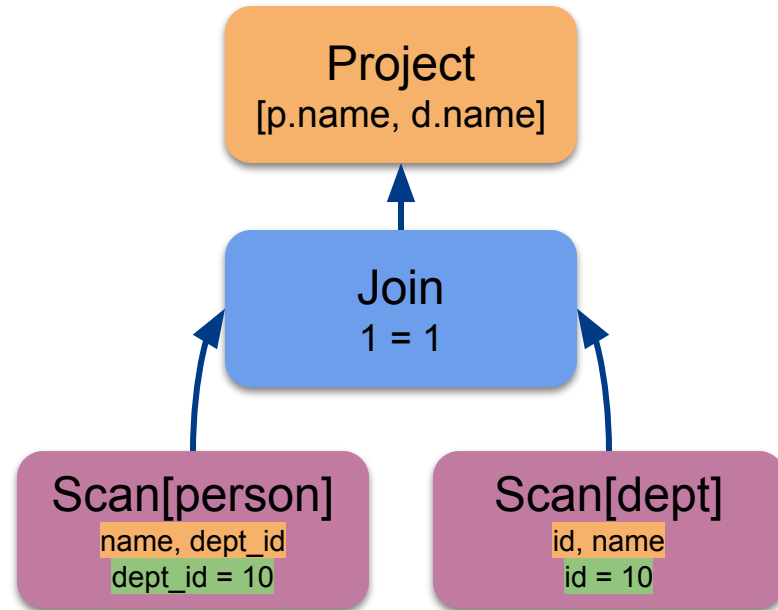 Project
[p.name, d.name]
Join
1 = 1
Scan[person]
name, dept_id
dept_id = 10
Scan[dept]
id, name
id = 10